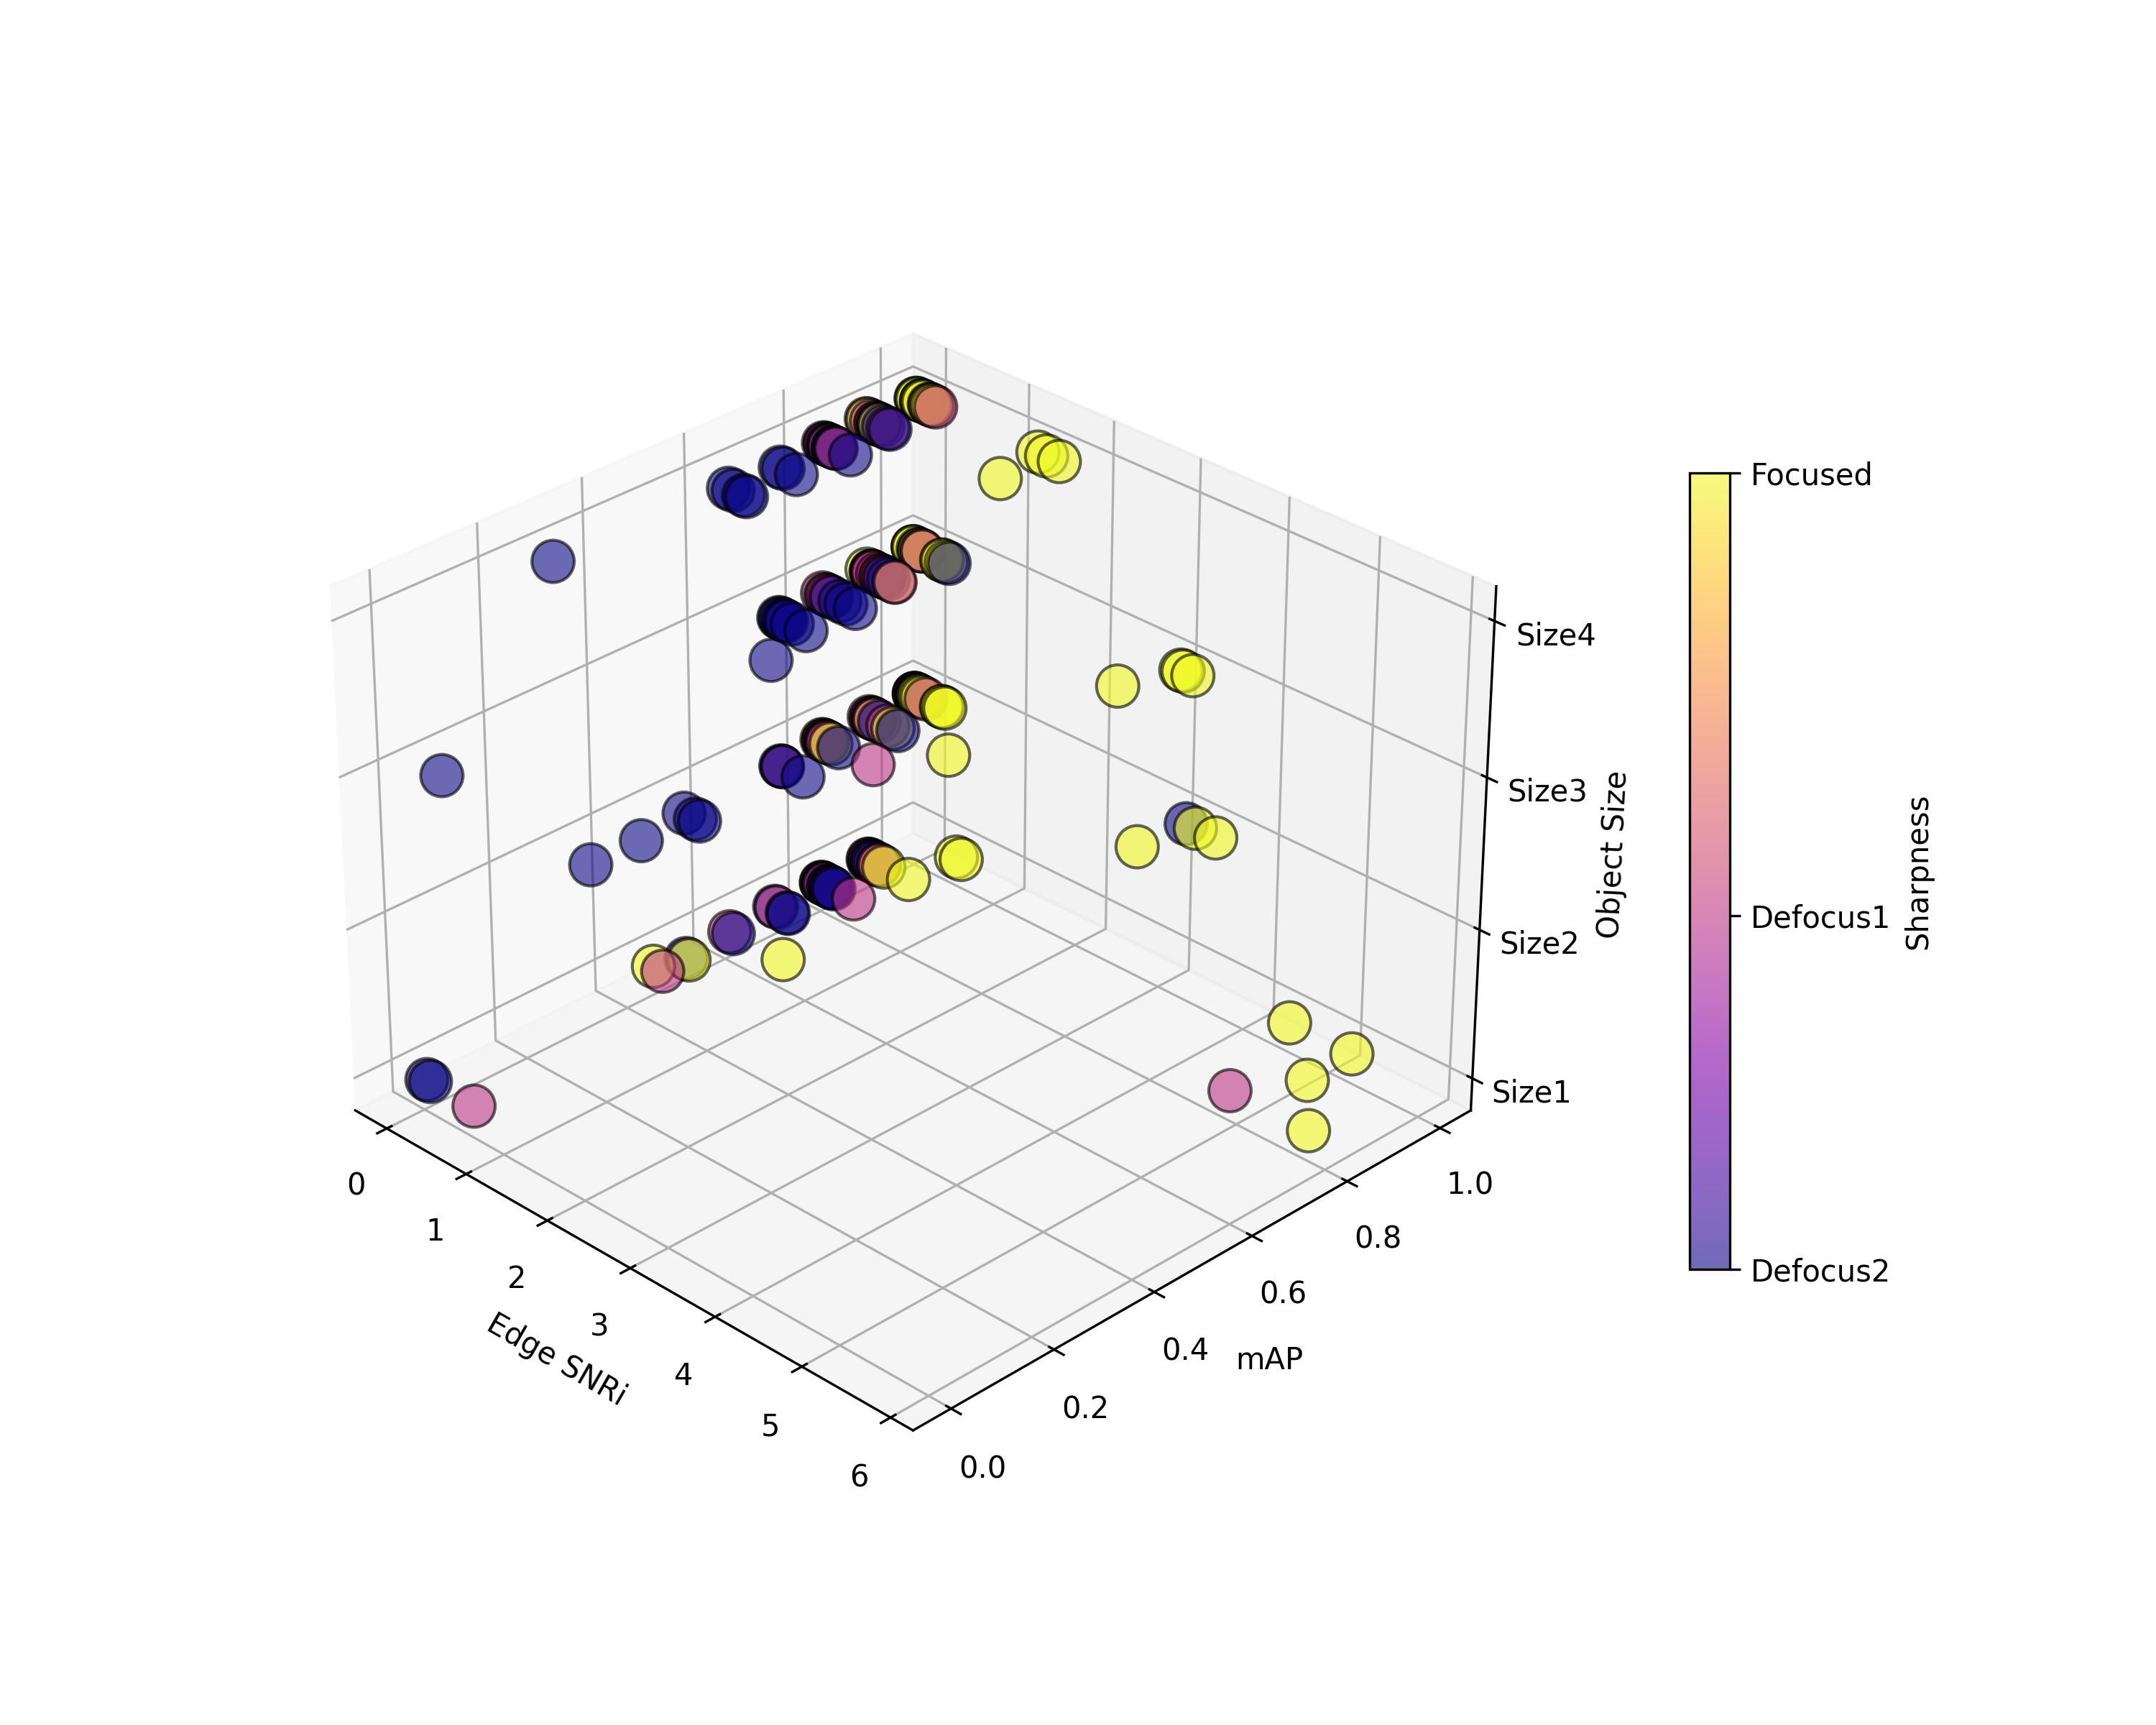 Focused
Size4
Size3
Object Size
Sharpness
Defocus1
Size2
Size1
0
1.0
1
0.8
Defocus2
2
0.6
3
Edge SNRi
0.4
mAP
4
0.2
5
0.0
6